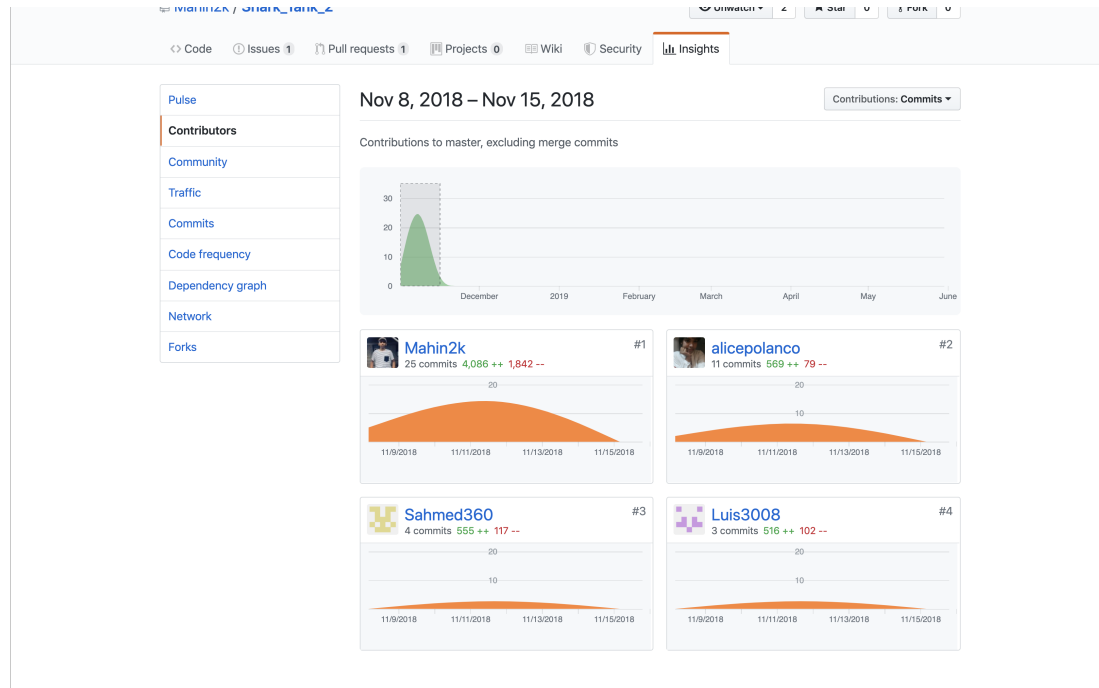 Mahin2k / Shark_Tank_2
Unwatch 2 Star 0 Fork 0
Code Issues 1 Pull requests 1 Projects 0 Wiki Security Insights
Pulse
Contributors
Community
Traffic
Commits
Code frequency
Dependency graph
Network
Forks
Nov 8, 2018 – Nov 15, 2018
Contributions: Commits
Contributions to master, excluding merge commits
30
20
10
0
December 2019 February March April May June
Mahin2k #1
25 commits 4,086 ++ 1,842 --
20
11/9/2018 11/11/2018 11/13/2018 11/15/2018
alicepolanco #2
11 commits 569 ++ 79 --
20
10
11/9/2018 11/11/2018 11/13/2018 11/15/2018
Sahmed360 #3
4 commits 555 ++ 117 --
20
10
11/9/2018 11/11/2018 11/13/2018 11/15/2018
Luis3008 #4
3 commits 516 ++ 102 --
20
10
11/9/2018 11/11/2018 11/13/2018 11/15/2018